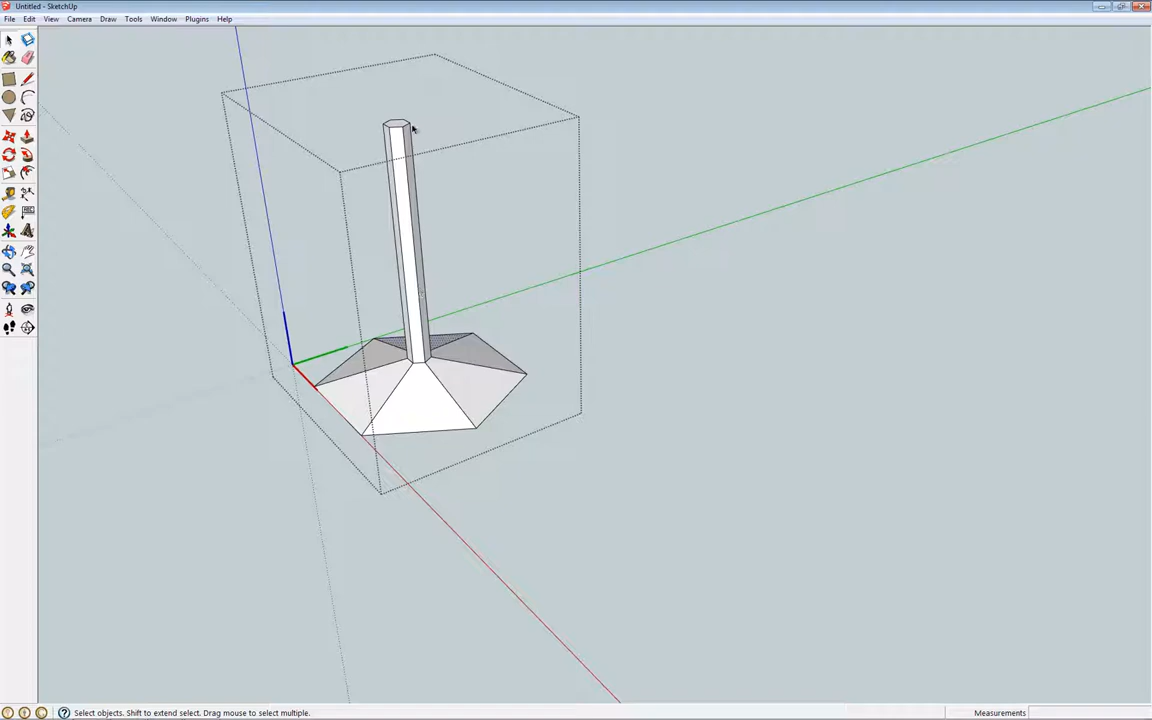 Untitled - SketchUp
File Edit View Camera Draw Tools Window Plugins Help
Select objects. Shift to extend select. Drag mouse to select multiple.
Measurements